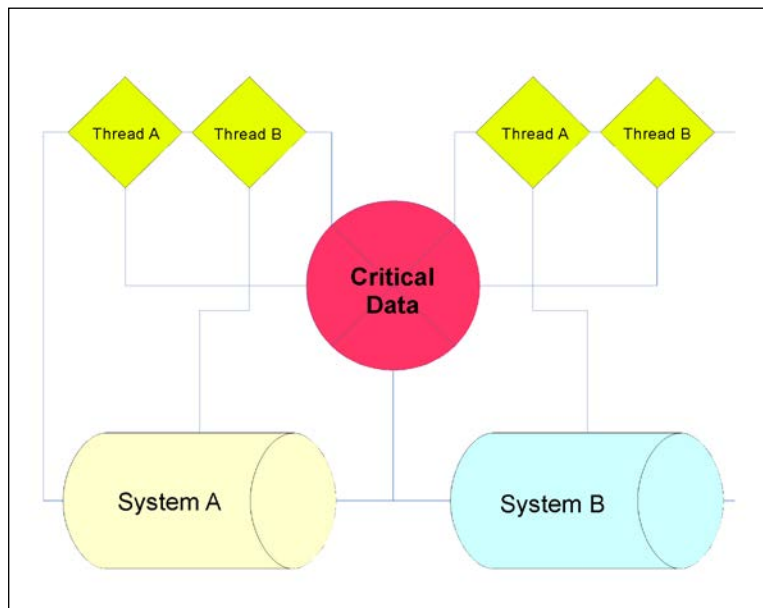 Thread A
Thread B
Thread A
Thread B
Critical
Data
System A
System B